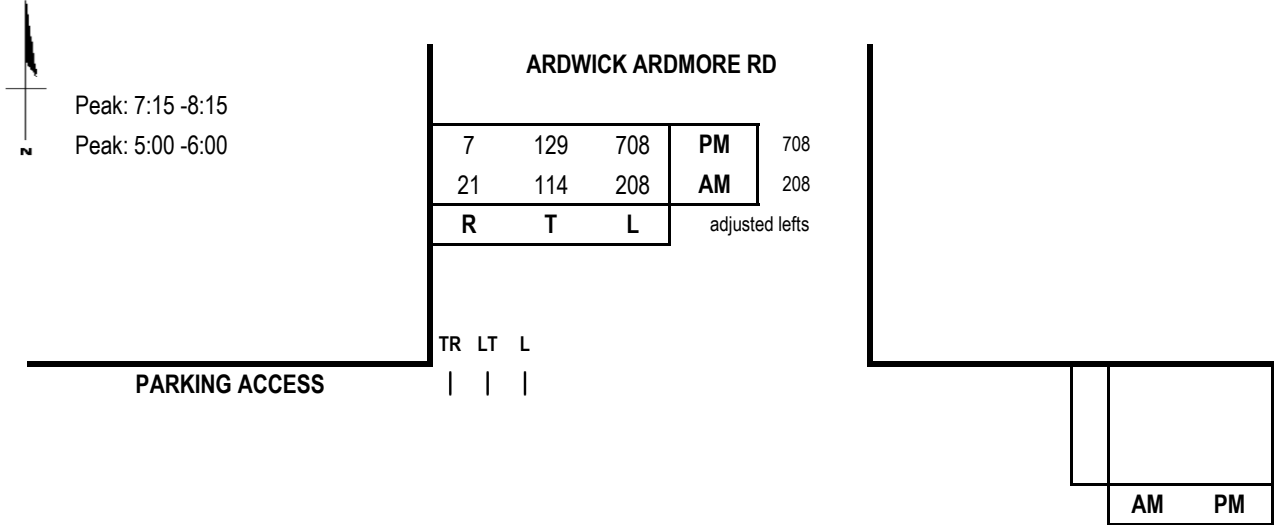 ARDWICK ARDMORE RD
Peak: 7:15 -8:15
Peak: 5:00 -6:00
N
7 129 708 PM 708
21 114 208 AM 208
R T L adjusted lefts
TR LT L
PARKING ACCESS
AM PM